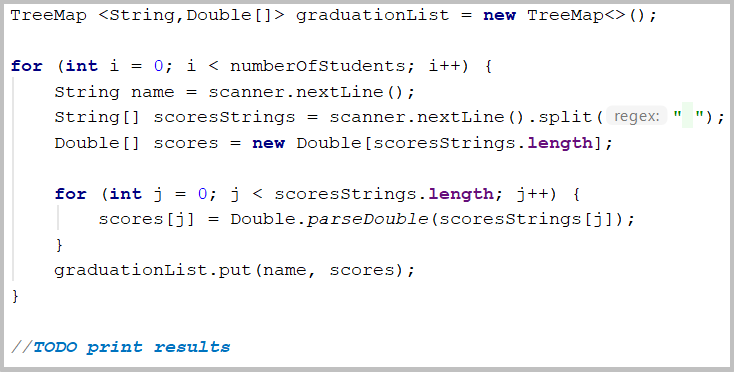 TreeMap <String,Double[]> graduationList = new TreeMap<>();
for (int i = 0; i < numberOfStudents; i++) {
String name = scanner.nextLine();
String[] scoresStrings = scanner.nextLine().split( regex: " ");
Double[] scores = new Double[scoresStrings.length];
for (int j = 0; j < scoresStrings.length; j++) {
scores[j] = Double.parseDouble(scoresStrings[j]);
}
graduationList.put(name, scores);
}
//TODO print results